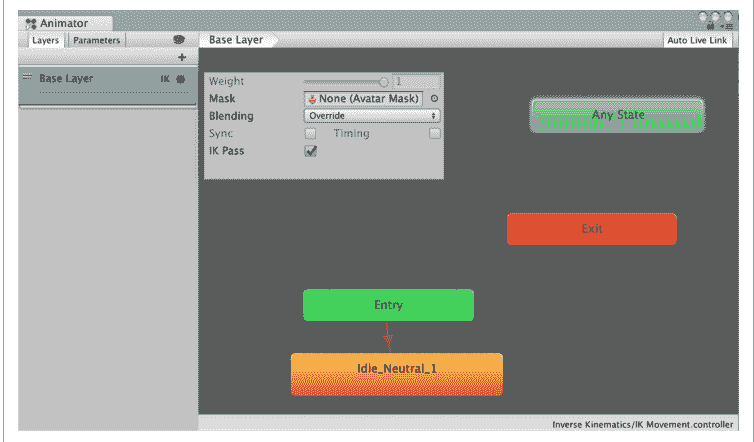 Animator
Layers Parameters
Base Layer
Auto Live Link
+
Base Layer IK
Weight 1
Mask None (Avatar Mask)
Blending Override
Sync Timing
IK Pass
Any State
Exit
Entry
Idle_Neutral_1
Inverse Kinematics/IK Movement.controller